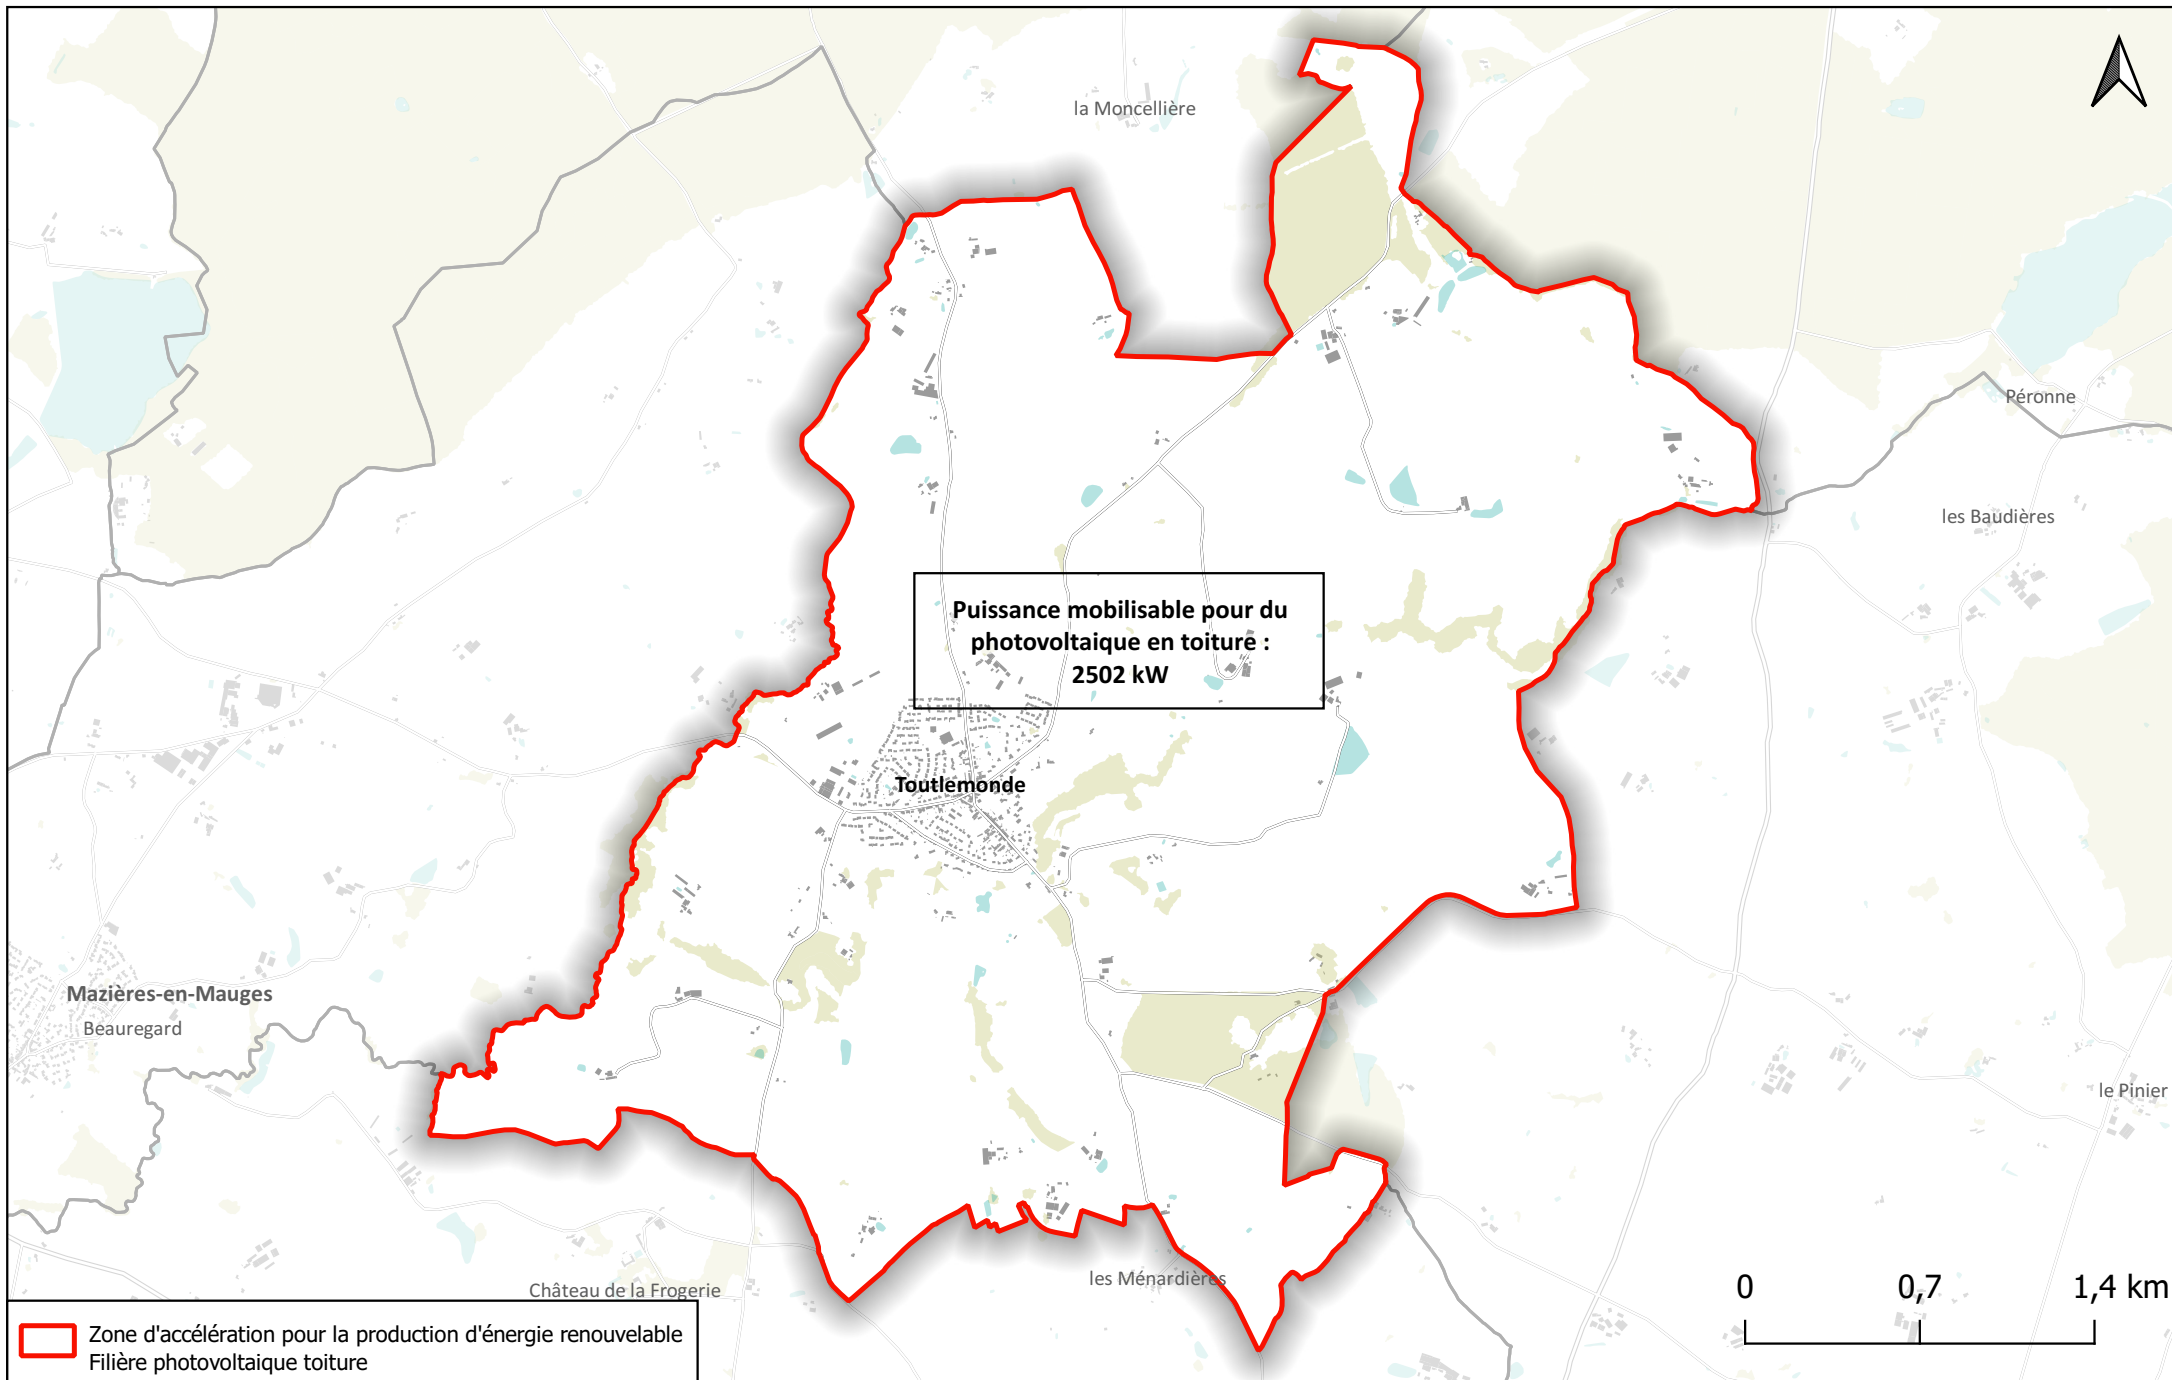 la Moncellière
Péronne
les Baudières
Puissance mobilisable pour du
photovoltaique en toiture :
2502 kW
Toutlemonde
Mazières-en-Mauges
Beauregard
le Pinier
les Ménardières
Château de la Frogerie
0 0,7 1,4 km
Zone d'accélération pour la production d'énergie renouvelable
Filière photovoltaique toiture